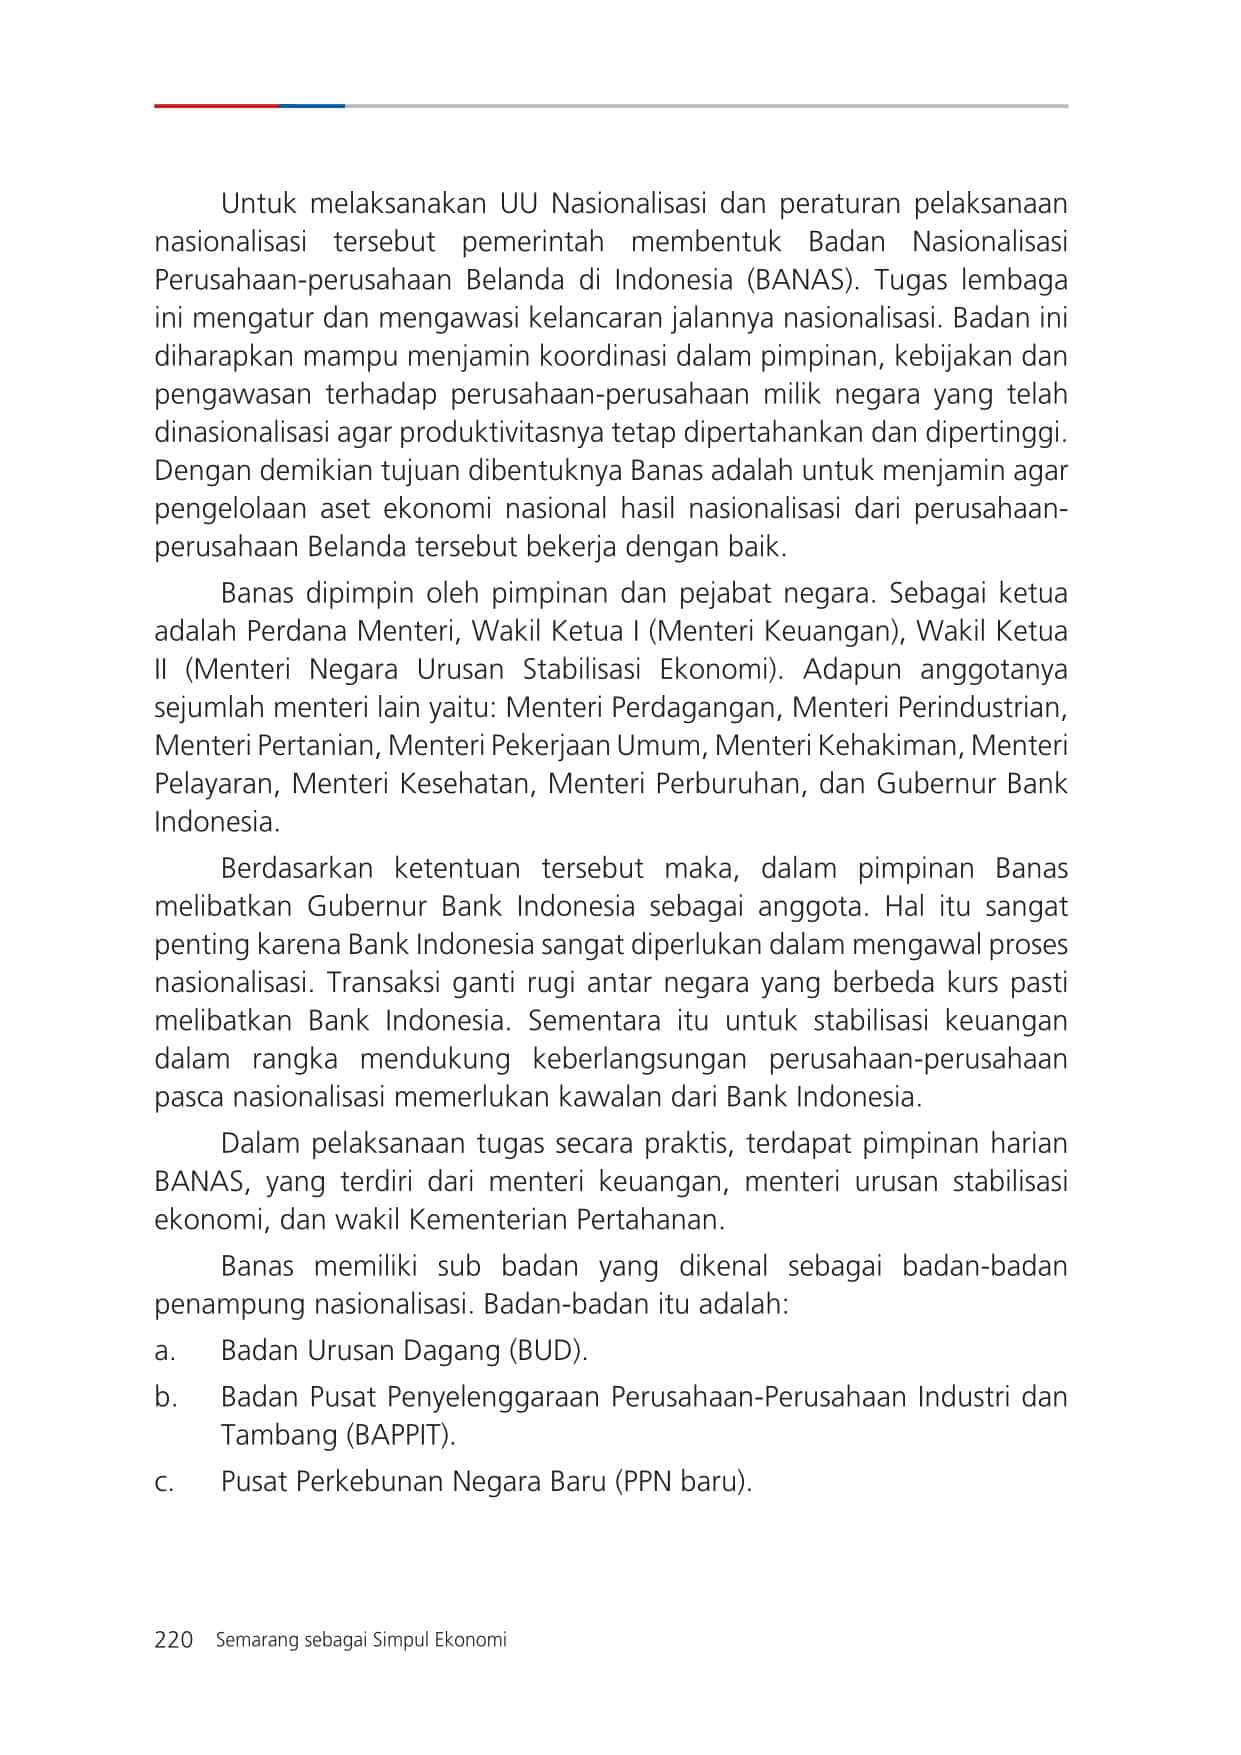 Untuk melaksanakan UU Nasionalisasi dan peraturan pelaksanaan
nasionalisasi tersebut pemerintah membentuk Badan Nasionalisasi
Perusahaan-perusahaan Belanda di Indonesia (BANAS). Tugas lembaga
ini mengatur dan mengawasi kelancaran jalannya nasionalisasi. Badan ini
diharapkan mampu menjamin koordinasi dalam pimpinan, kebijakan dan
pengawasan terhadap perusahaan-perusahaan milik negara yang telah
dinasionalisasi agar produktivitasnya tetap dipertahankan dan dipertinggi.
Dengan demikian tujuan dibentuknya Banas adalah untuk menjamin agar
pengelolaan aset ekonomi nasional hasil nasionalisasi dari perusahaan-
perusahaan Belanda tersebut bekerja dengan baik.
Banas dipimpin oleh pimpinan dan pejabat negara. Sebagai ketua
adalah Perdana Menteri, Wakil Ketua I (Menteri Keuangan), Wakil Ketua
II (Menteri Negara Urusan Stabilisasi Ekonomi). Adapun anggotanya
sejumlah menteri lain yaitu: Menteri Perdagangan, Menteri Perindustrian,
Menteri Pertanian, Menteri Pekerjaan Umum, Menteri Kehakiman, Menteri
Pelayaran, Menteri Kesehatan, Menteri Perburuhan, dan Gubernur Bank
Indonesia.
Berdasarkan ketentuan tersebut maka, dalam pimpinan Banas
melibatkan Gubernur Bank Indonesia sebagai anggota. Hal itu sangat
penting karena Bank Indonesia sangat diperlukan dalam mengawal proses
nasionalisasi. Transaksi ganti rugi antar negara yang berbeda kurs pasti
melibatkan Bank Indonesia. Sementara itu untuk stabilisasi keuangan
dalam rangka mendukung keberlangsungan perusahaan-perusahaan
pasca nasionalisasi memerlukan kawalan dari Bank Indonesia.
Dalam pelaksanaan tugas secara praktis, terdapat pimpinan harian
BANAS, yang terdiri dari menteri keuangan, menteri urusan stabilisasi
ekonomi, dan wakil Kementerian Pertahanan.
Banas memiliki sub badan yang dikenal sebagai badan-badan
penampung nasionalisasi. Badan-badan itu adalah:
a. Badan Urusan Dagang (BUD).
b. Badan Pusat Penyelenggaraan Perusahaan-Perusahaan Industri dan
Tambang (BAPPIT).
c. Pusat Perkebunan Negara Baru (PPN baru).
220 Semarang sebagai Simpul Ekonomi